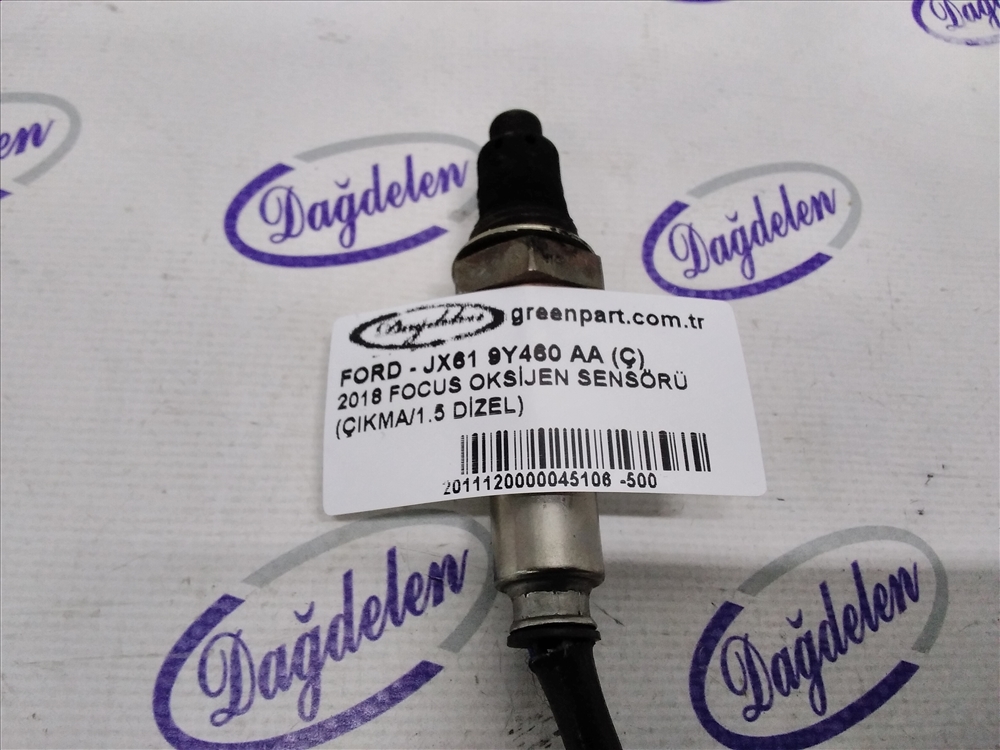 Dağdelen
Dağdelen
Dağdelen
Dağdelen greenpart.com.tr
FORD - JX61 9Y460 AA (Ç)
2018 FOCUS OKSİJEN SENSÖRÜ
(ÇIKMA/1.5 DİZEL)
2011120000045106 -500
Dağdelen
Dağdelen